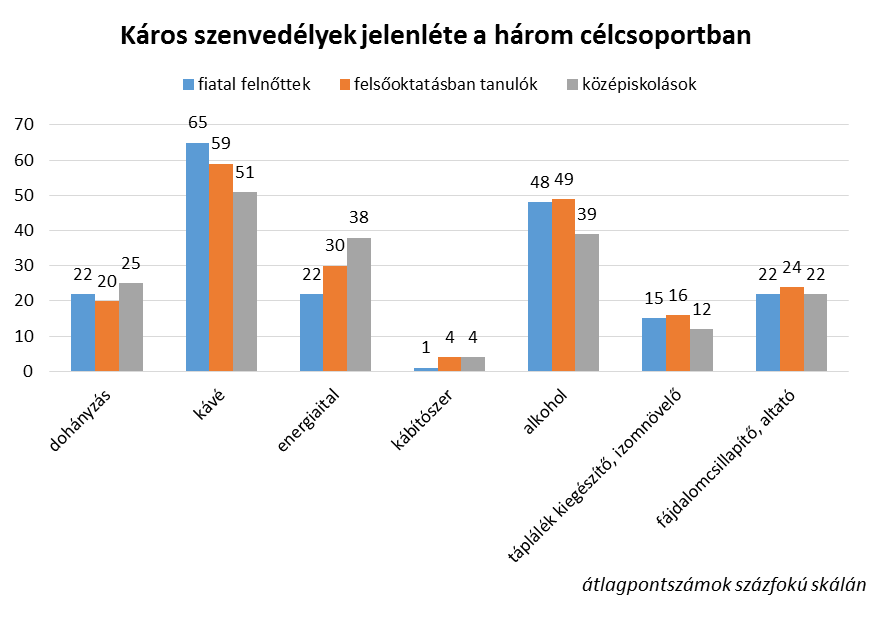 Káros szenvedélyek jelenléte a három célcsoportban
fiatal felnőttek felsőoktatásban tanulók középiskolások
70
60
50
40
30
20
10
0
22 20 25
65 59 51
22 30 38
1 4 4
48 49 39
15 16 12
22 24 22
dohányzás
kávé
energiaital
kábítószer
alkohol
táplálék kiegészítő, izomnövelő
fájdalomcsillapító, altató
átlagpontszámok százfokú skálán